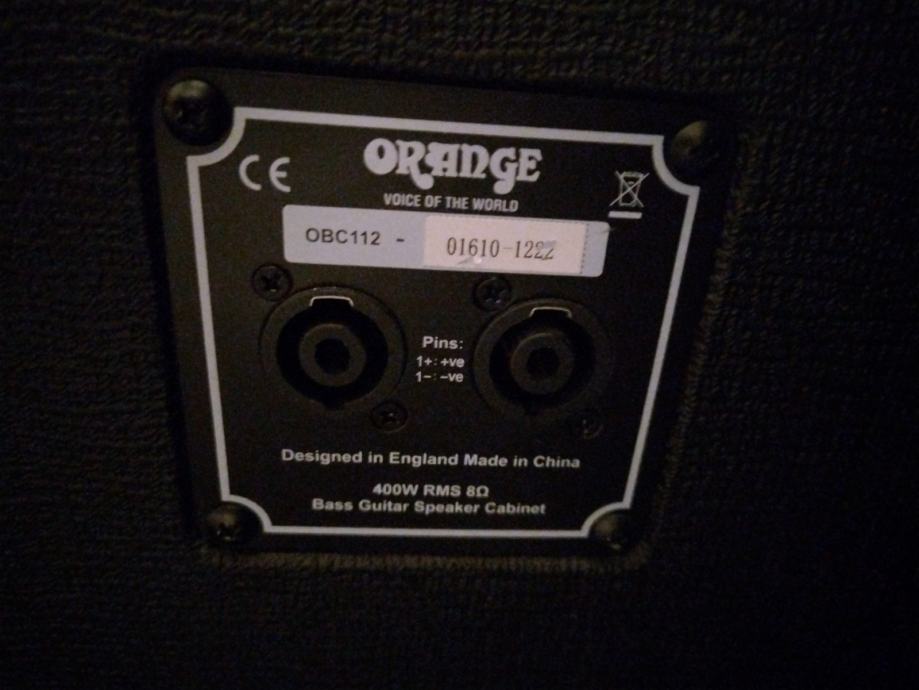 CE
ORANGE
VOICE OF THE WORLD
OBC112 - 01610-1222
Pins:
1+: +ve
1-: -ve
Designed in England Made in China
400W RMS 8Ω
Bass Guitar Speaker Cabinet